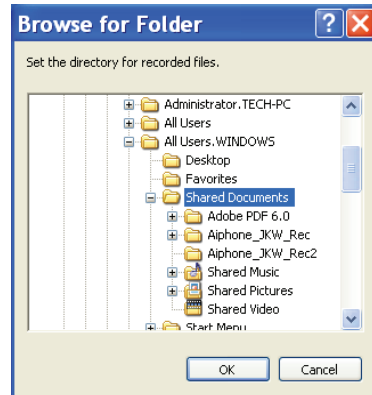 Browse for Folder
Set the directory for recorded files.
Administrator.TECH-PC
All Users
All Users.WINDOWS
Desktop
Favorites
Shared Documents
Adobe PDF 6.0
Aiphone_JKW_Rec
Aiphone_JKW_Rec2
Shared Music
Shared Pictures
Shared Video
Start Menu
OK Cancel